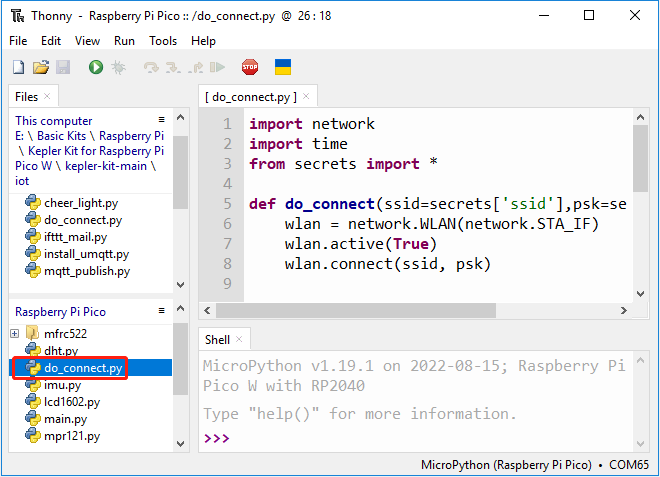 Thonny - Raspberry Pi Pico :: /do_connect.py @ 26 : 18
File Edit View Run Tools Help
STOP
Files
This computer
E: \ Basic Kits \ Raspberry Pi
\ Kepler Kit for Raspberry Pi
Pico W \ kepler-kit-main \
iot
cheer_light.py
do_connect.py
ifttt_mail.py
install_umqtt.py
mqtt_publish.py
Raspberry Pi Pico
mfrc522
dht.py
do_connect.py
imu.py
lcd1602.py
main.py
mpr121.py
[ do_connect.py ]
1 import network
2 import time
3 from secrets import *
4
5 def do_connect(ssid=secrets['ssid'],psk=se
6 wlan = network.WLAN(network.STA_IF)
7 wlan.active(True)
8 wlan.connect(ssid, psk)
9
Shell
MicroPython v1.19.1 on 2022-08-15; Raspberry Pi
Pico W with RP2040
Type "help()" for more information.
>>>
MicroPython (Raspberry Pi Pico) • COM65